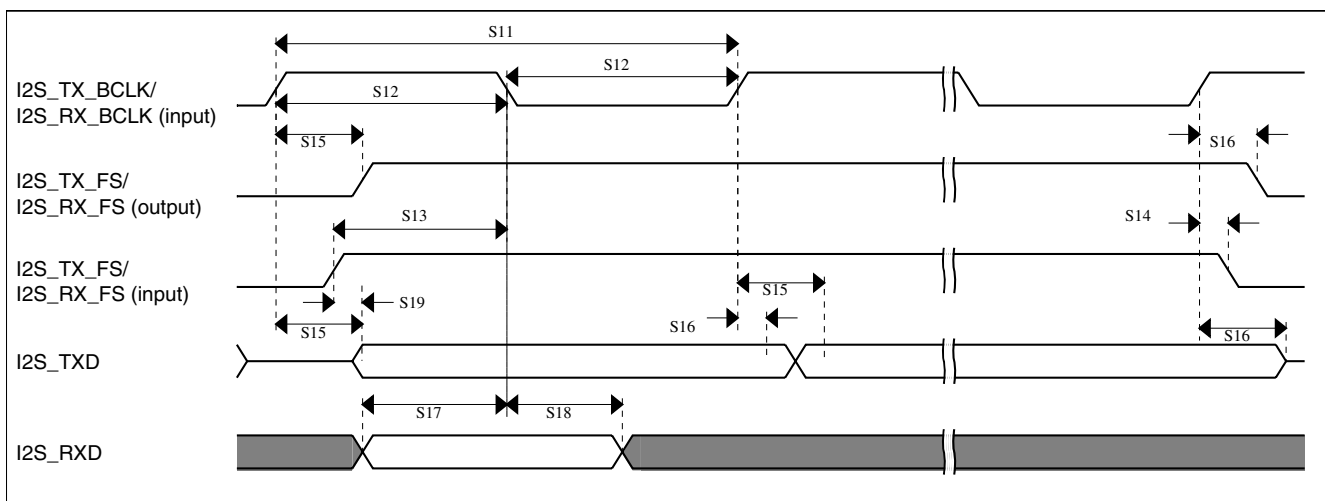 S11
S12
I2S_TX_BCLK/
I2S_RX_BCLK (input)
S12
S15
S16
I2S_TX_FS/
I2S_RX_FS (output)
S13
S14
I2S_TX_FS/
I2S_RX_FS (input)
S15
S19
S15
S16
S16
I2S_TXD
S17
S18
I2S_RXD